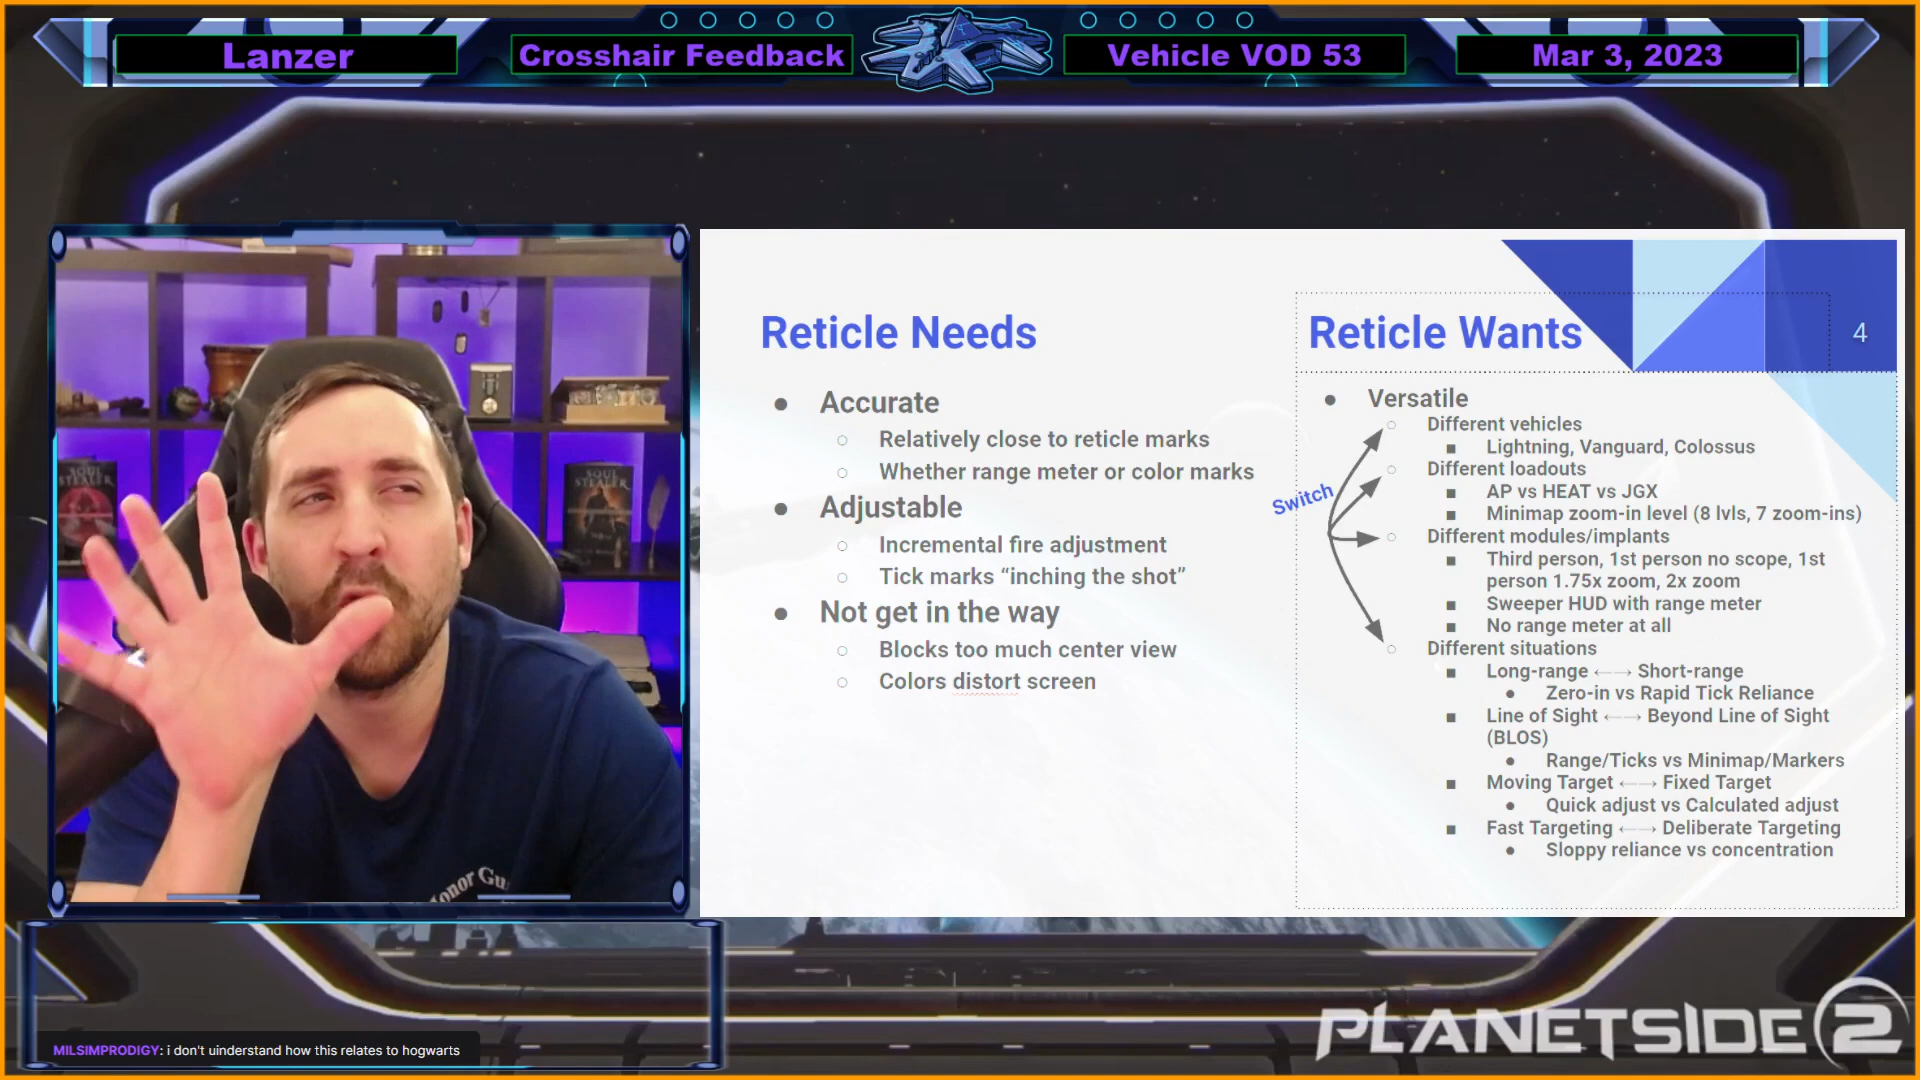 Lanzer
Crosshair Feedback
Vehicle VOD 53
Mar 3, 2023
SOUL
STEALER
SOUL
STEALER
Honor Gu
Reticle Needs
● Accurate
○ Relatively close to reticle marks
○ Whether range meter or color marks
● Adjustable
○ Incremental fire adjustment
○ Tick marks “inching the shot”
● Not get in the way
○ Blocks too much center view
○ Colors distort screen
Switch
Reticle Wants
4
● Versatile
○ Different vehicles
■ Lightning, Vanguard, Colossus
○ Different loadouts
■ AP vs HEAT vs JGX
■ Minimap zoom-in level (8 lvls, 7 zoom-ins)
○ Different modules/implants
■ Third person, 1st person no scope, 1st
person 1.75x zoom, 2x zoom
■ Sweeper HUD with range meter
■ No range meter at all
○ Different situations
■ Long-range ←→ Short-range
● Zero-in vs Rapid Tick Reliance
■ Line of Sight ←→ Beyond Line of Sight
(BLOS)
● Range/Ticks vs Minimap/Markers
■ Moving Target ←→ Fixed Target
● Quick adjust vs Calculated adjust
■ Fast Targeting ←→ Deliberate Targeting
● Sloppy reliance vs concentration
MILSIMPRODIGY: i don't uinderstand how this relates to hogwarts
PLANETSIDE 2